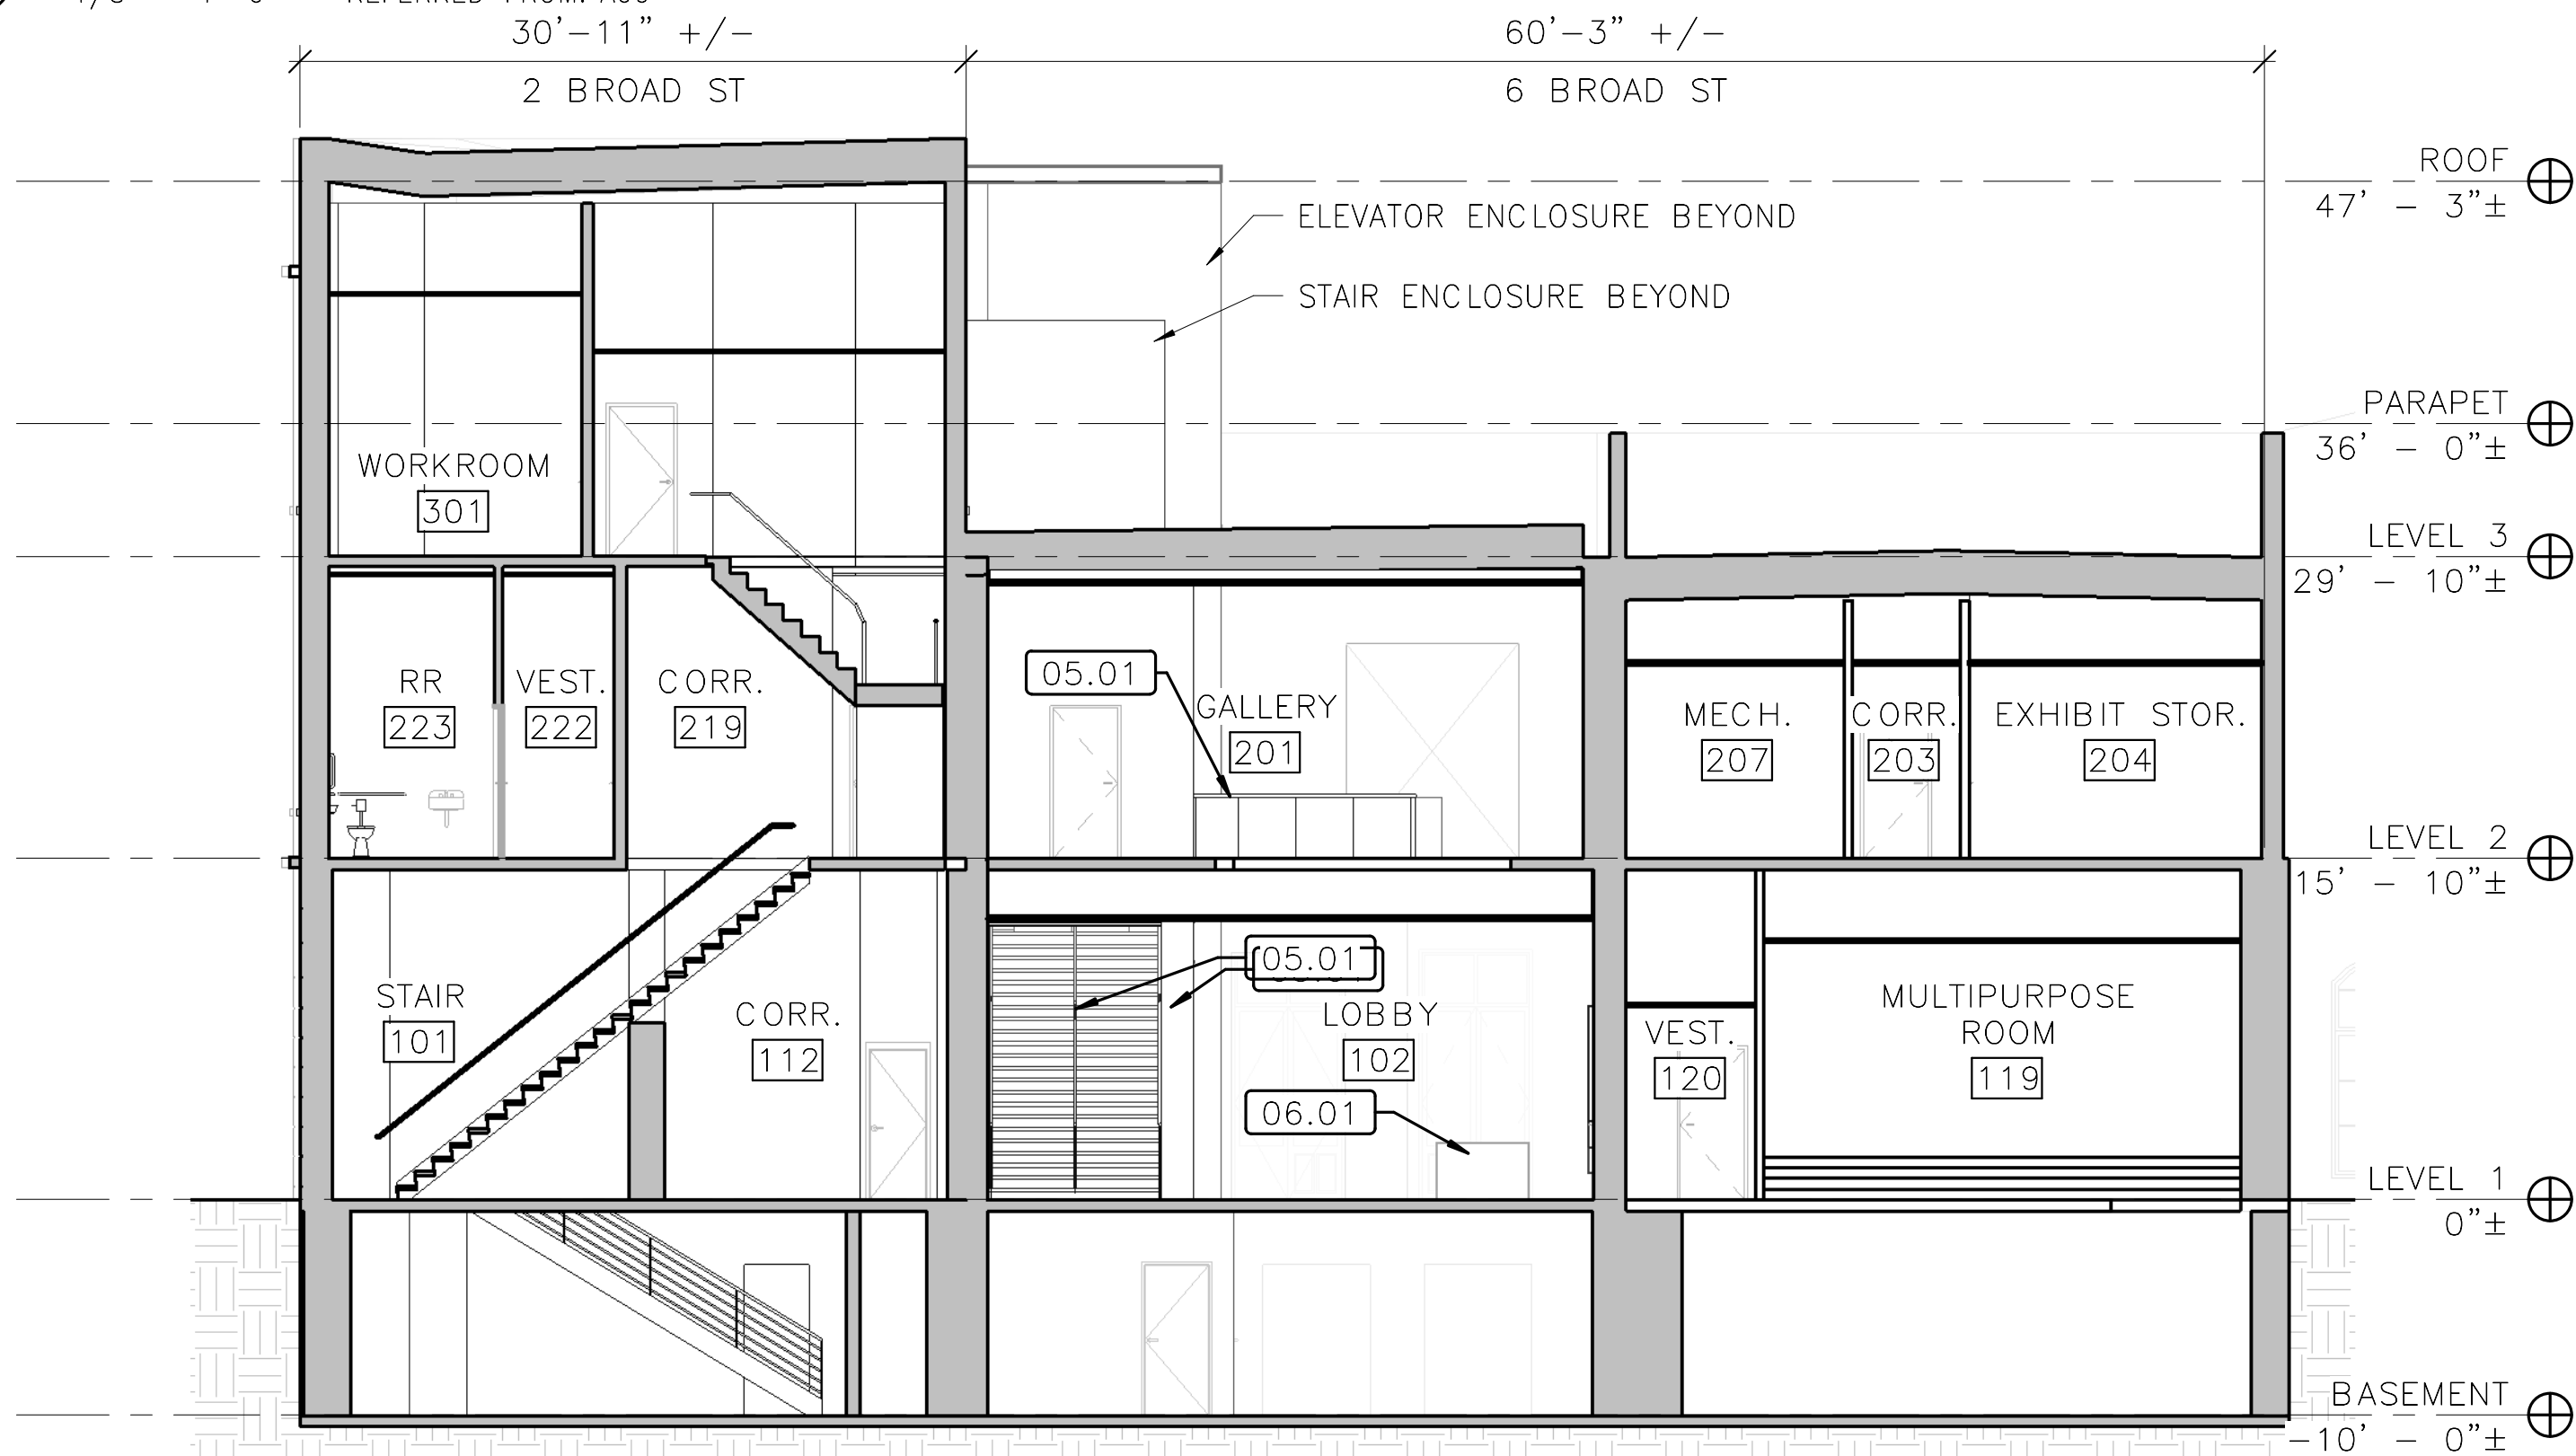 30'-11" +/-
60'-3" +/-
2 BROAD ST
6 BROAD ST
ROOF
47' - 3"±
ELEVATOR ENCLOSURE BEYOND
STAIR ENCLOSURE BEYOND
PARAPET
36' - 0"±
WORKROOM
301
LEVEL 3
29' - 10"±
RR
223
VEST.
222
CORR.
219
05.01
GALLERY
201
MECH.
207
CORR.
203
EXHIBIT STOR.
204
LEVEL 2
15' - 10"±
STAIR
101
CORR.
112
05.01
LOBBY
102
06.01
VEST.
120
MULTIPURPOSE
ROOM
119
LEVEL 1
0"±
BASEMENT
-10' - 0"±